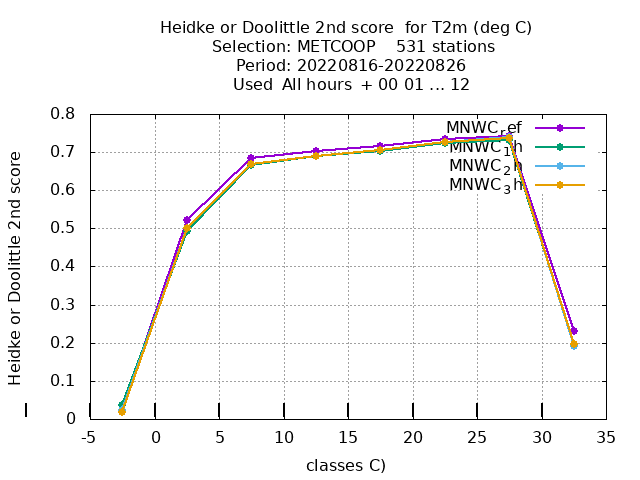 Heidke or Doolittle 2nd score  for T2m (deg C)
Selection: METCOOP    531 stations
Period: 20220816-20220826
Used  All hours  + 00 01 ... 12
Heidke or Doolittle 2nd score
0.8
0.7
0.6
0.5
0.4
0.3
0.2
0.1
0
MNWC_ref
MNWC_1h
MNWC_2h
MNWC_3h
-5 0 5 10 15 20 25 30 35
classes C)